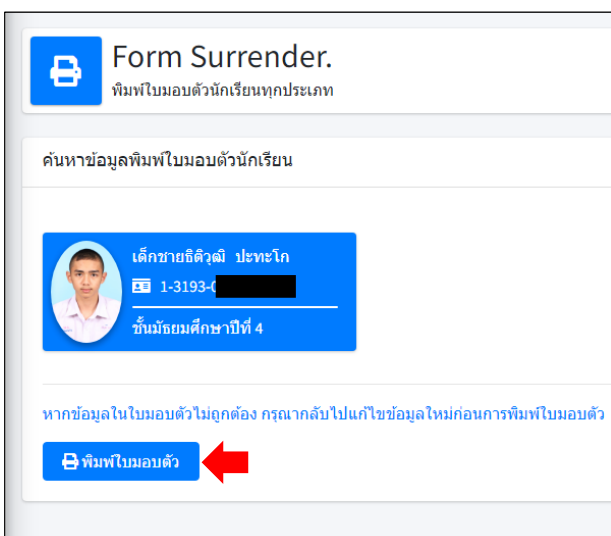 Form Surrender.
พิมพ์ใบมอบตัวนักเรียนทุกประเภท
ค้นหาข้อมูลพิมพ์ใบมอบตัวนักเรียน
เด็กชายธิติวุฒิ ปะทะโก
1-3193-0
ชั้นมัธยมศึกษาปีที่ 4
หากข้อมูลในใบมอบตัวไม่ถูกต้อง กรุณากลับไปแก้ไขข้อมูลใหม่ก่อนการพิมพ์ใบมอบตัว
พิมพ์ใบมอบตัว